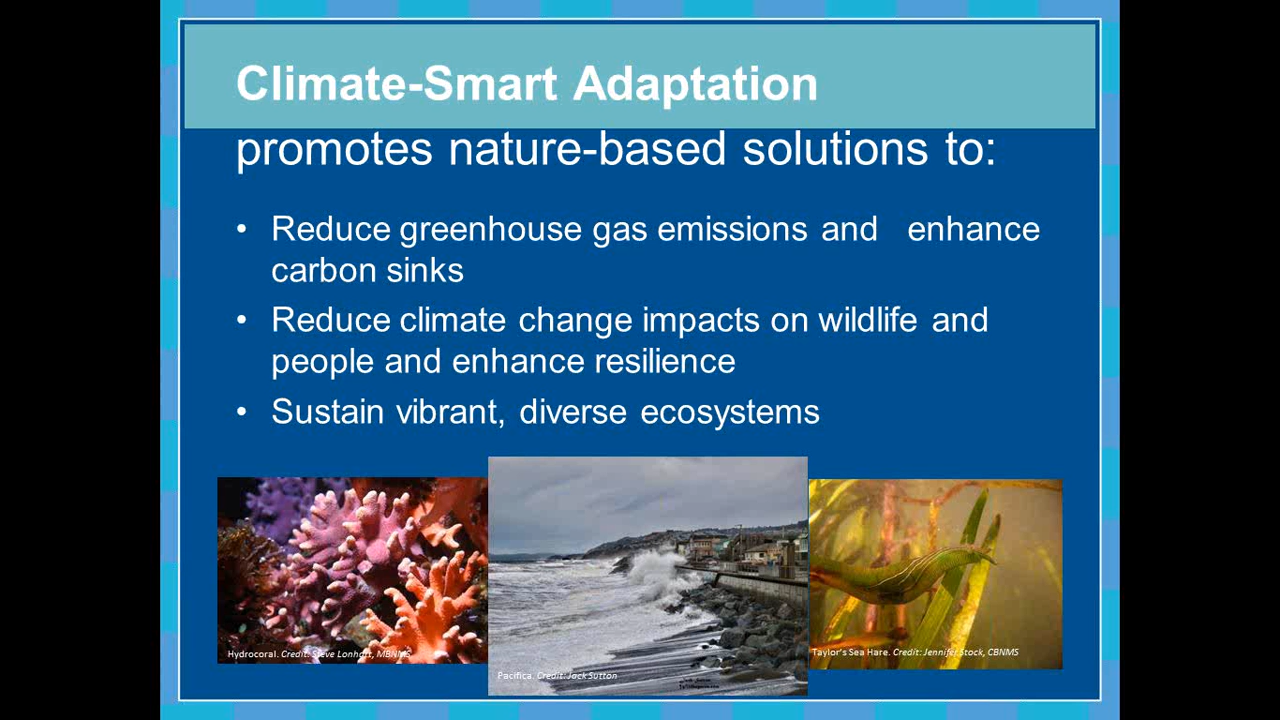 Climate-Smart Adaptation
promotes nature-based solutions to:
• Reduce greenhouse gas emissions and enhance
carbon sinks
• Reduce climate change impacts on wildlife and
people and enhance resilience
• Sustain vibrant, diverse ecosystems
Hydrocoral. Credit: Steve Lonhart, MBNMS
Pacifica. Credit: Jack Sutton
Taylor's Sea Hare. Credit: Jennifer Stock, CBNMS